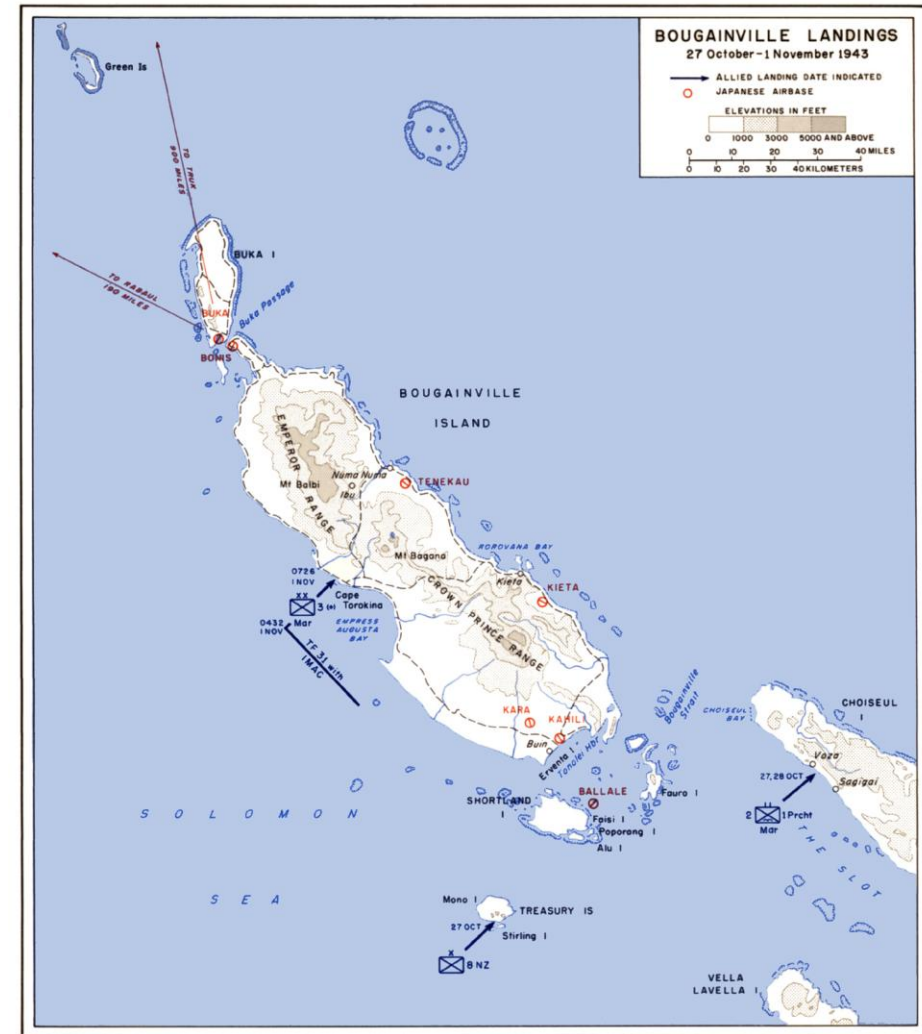 BOUGAINVILLE LANDINGS
27 October-1 November 1943
ALLIED LANDING DATE INDICATED
JAPANESE AIRBASE
ELEVATIONS IN FEET
0 1000 3000 5000 AND ABOVE
0 10 20 30 40 MILES
0 10 20 30 40 KILOMETERS
Green Is
TO TRUK
900 MILES
TO RABAUL
190 MILES
BUKA I
BUKA
Buka Passage
BONIS
BOUGAINVILLE
ISLAND
EMPEROR RANGE
Mt Balbi
Numa Numa
Ibu
TENEKAU
Mt Bagana
ROROVANA BAY
Kieta
KIETA
CROWN PRINCE RANGE
0726
1 NOV
XX
3 (-)
Mar
Cape
Torokina
EMPRESS
AUGUSTA
BAY
0432
1 NOV
TF 31 with
IMAC
KARA
KAHILI
Buin
Erventa I
Tonolei Hbr
Bougainville
Strait
CHOISEUL
BAY
CHOISEUL
I
Voza
Sagigai
27, 28 OCT
2
1 Prcht
Mar
THE SLOT
BALLALE
SHORTLAND
I
Faisi I
Poporang I
Alu I
Fauro I
SOLOMON
SEA
Mono I
TREASURY IS
27 OCT
Stirling I
X
8 NZ
VELLA
LAVELLA I